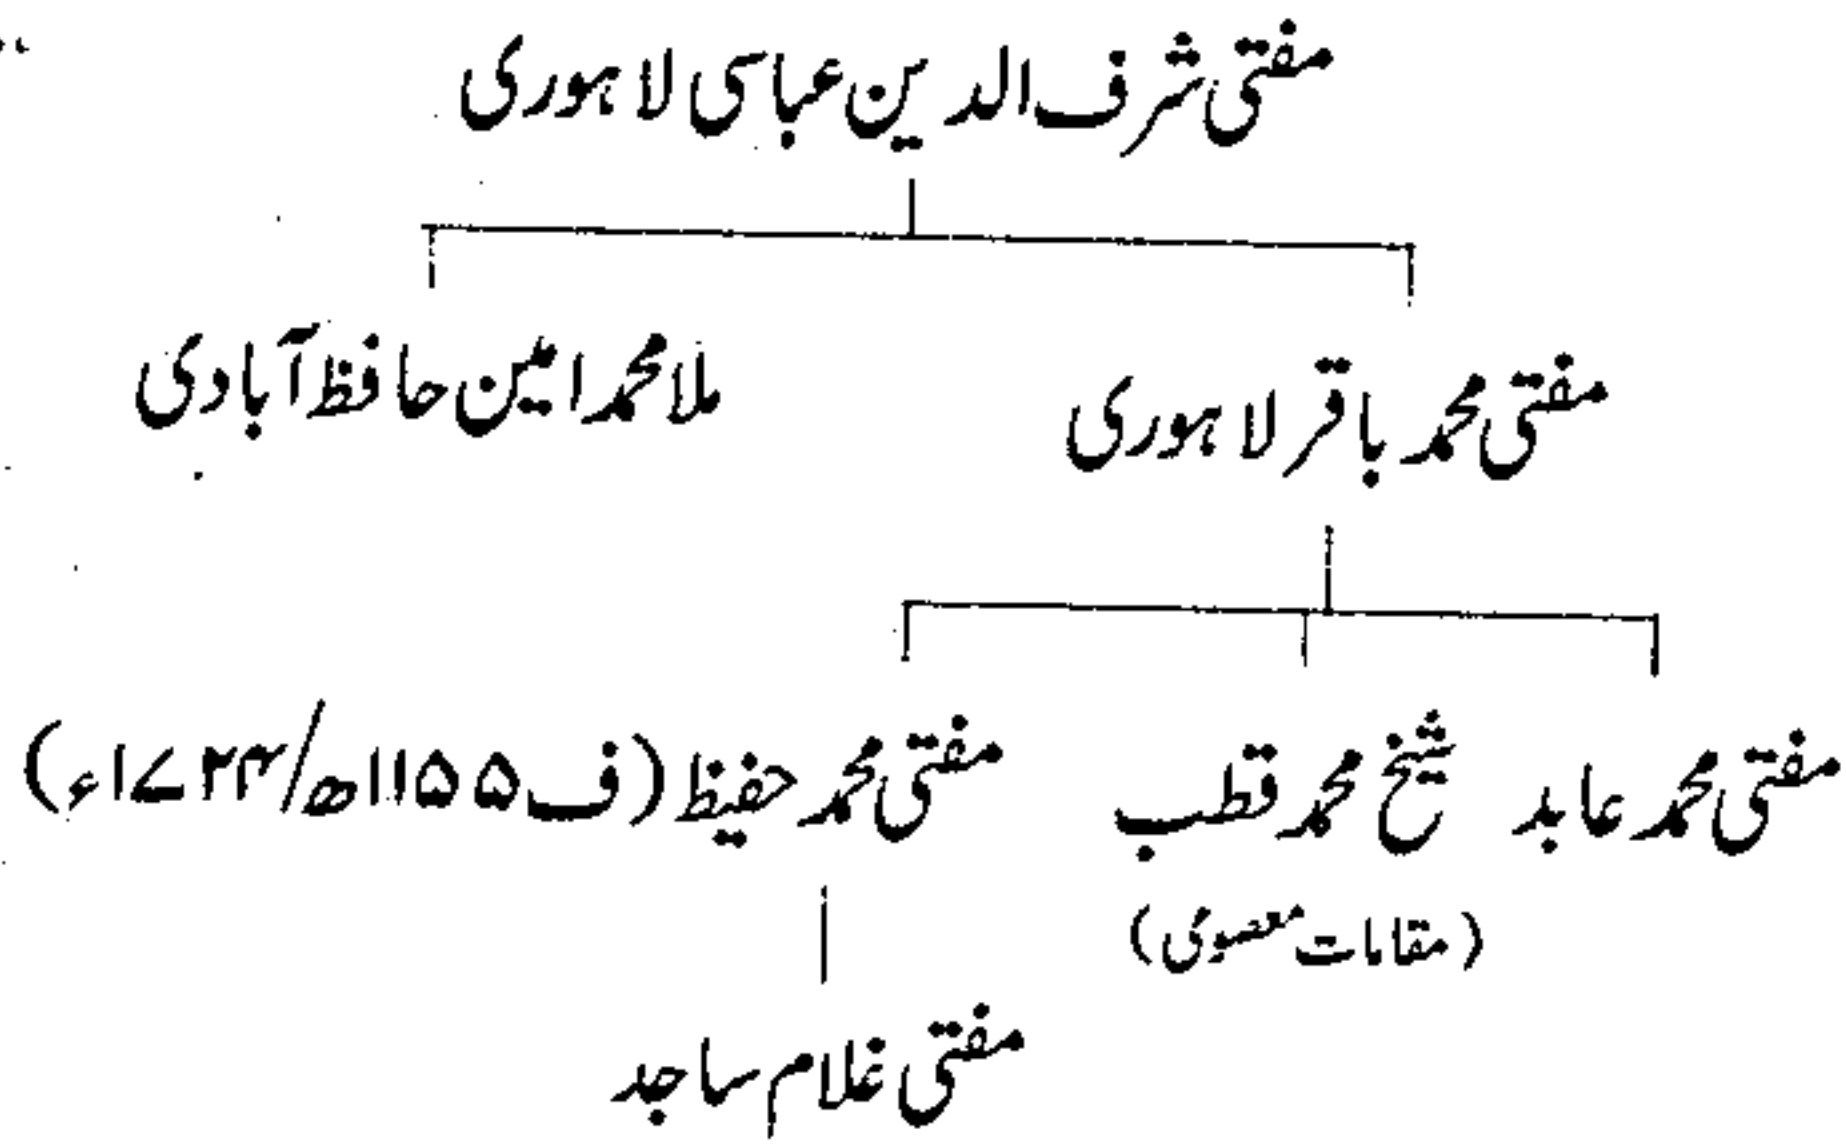 مفتی شرف الدین عباسی لاہوری
مفتی محمد باقر لاہوری
ملا محمد امین حافظ آبادی
مفتی محمد عابد
شیخ محمد قطب
(مقامات معصومی)
مفتی محمد حفیظ (ف ۱۱۵۵ھ/۱۷۲۴ء)
مفتی غلام ساجد